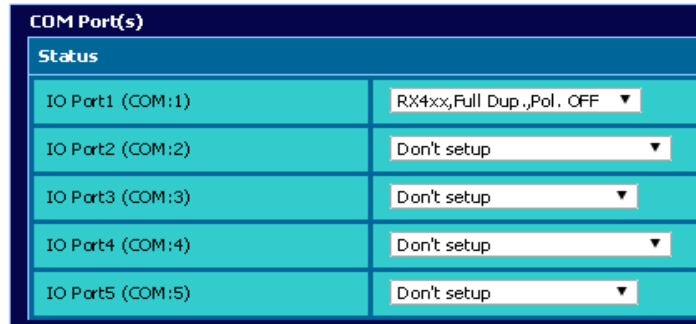 COM Port(s)
Status
IO Port1 (COM:1) RX4xx,Full Dup.,Pol. OFF
IO Port2 (COM:2) Don't setup
IO Port3 (COM:3) Don't setup
IO Port4 (COM:4) Don't setup
IO Port5 (COM:5) Don't setup